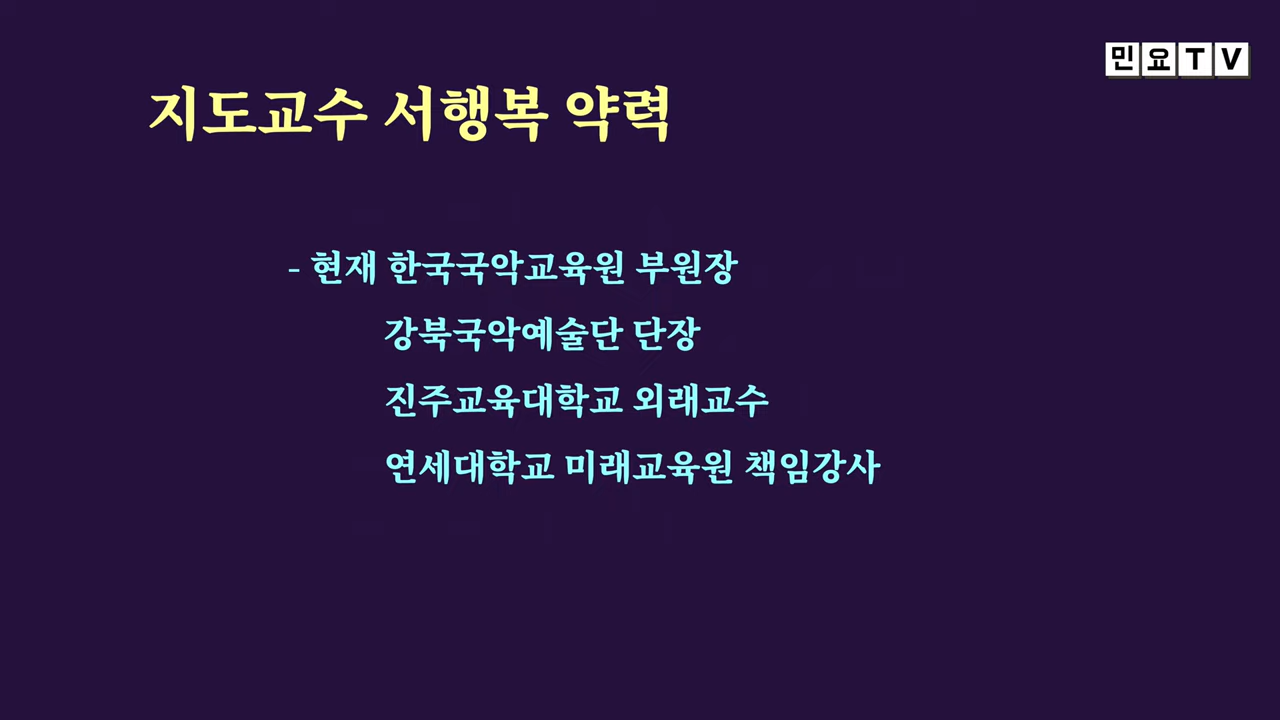 민요TV
지도교수 서행복 약력
- 현재 한국국악교육원 부원장
강북국악예술단 단장
진주교육대학교 외래교수
연세대학교 미래교육원 책임강사